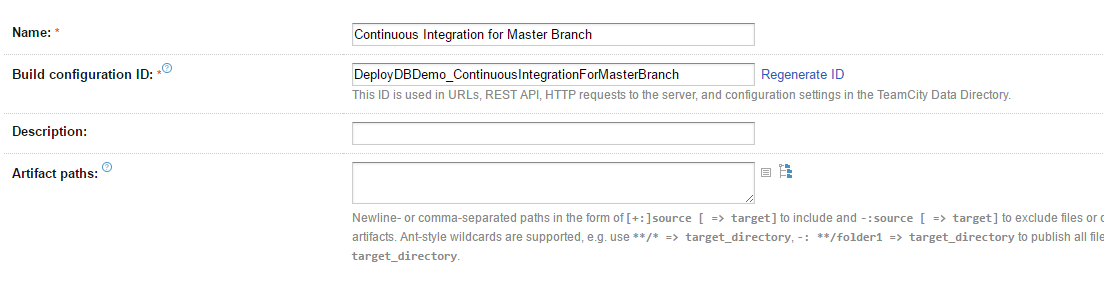 Name: *
Continuous Integration for Master Branch
Build configuration ID: * ?
DeployDBDemo_ContinuousIntegrationForMasterBranch Regenerate ID
This ID is used in URLs, REST API, HTTP requests to the server, and configuration settings in the TeamCity Data Directory.
Description:
Artifact paths: ?
Newline- or comma-separated paths in the form of [+:]source [ => target] to include and -:source [ => target] to exclude files or
artifacts. Ant-style wildcards are supported, e.g. use **/* => target_directory, -: **/folder1 => target_directory to publish all
target_directory.